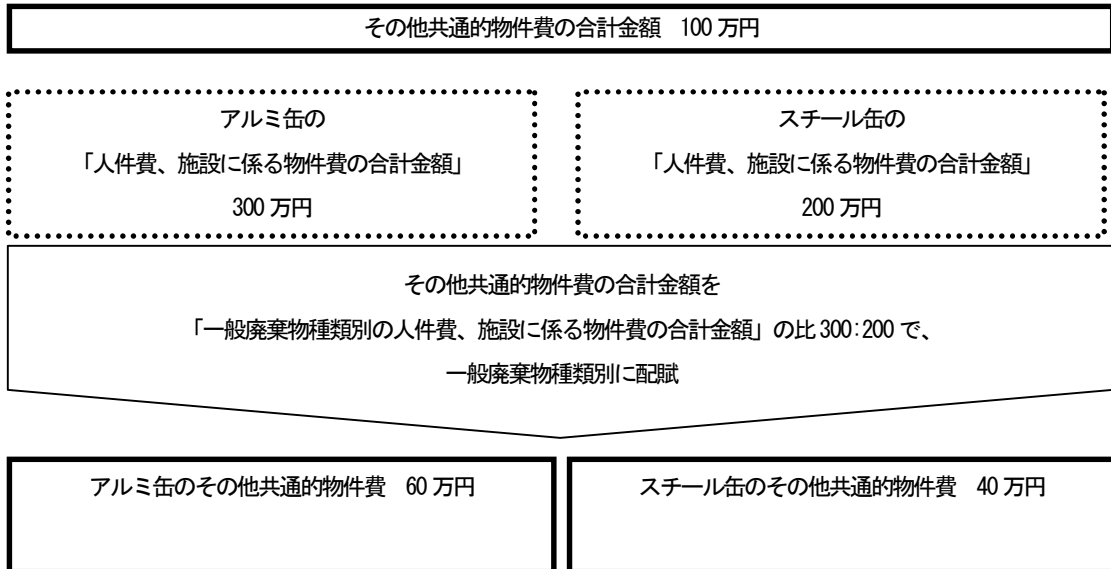 その他共通的物件費の合計金額　100 万円
アルミ缶の
「人件費、施設に係る物件費の合計金額」
300 万円
スチール缶の
「人件費、施設に係る物件費の合計金額」
200 万円
その他共通的物件費の合計金額を
「一般廃棄物種類別の人件費、施設に係る物件費の合計金額」の比 300:200 で、
一般廃棄物種類別に配賦
アルミ缶のその他共通的物件費　60 万円
スチール缶のその他共通的物件費　40 万円